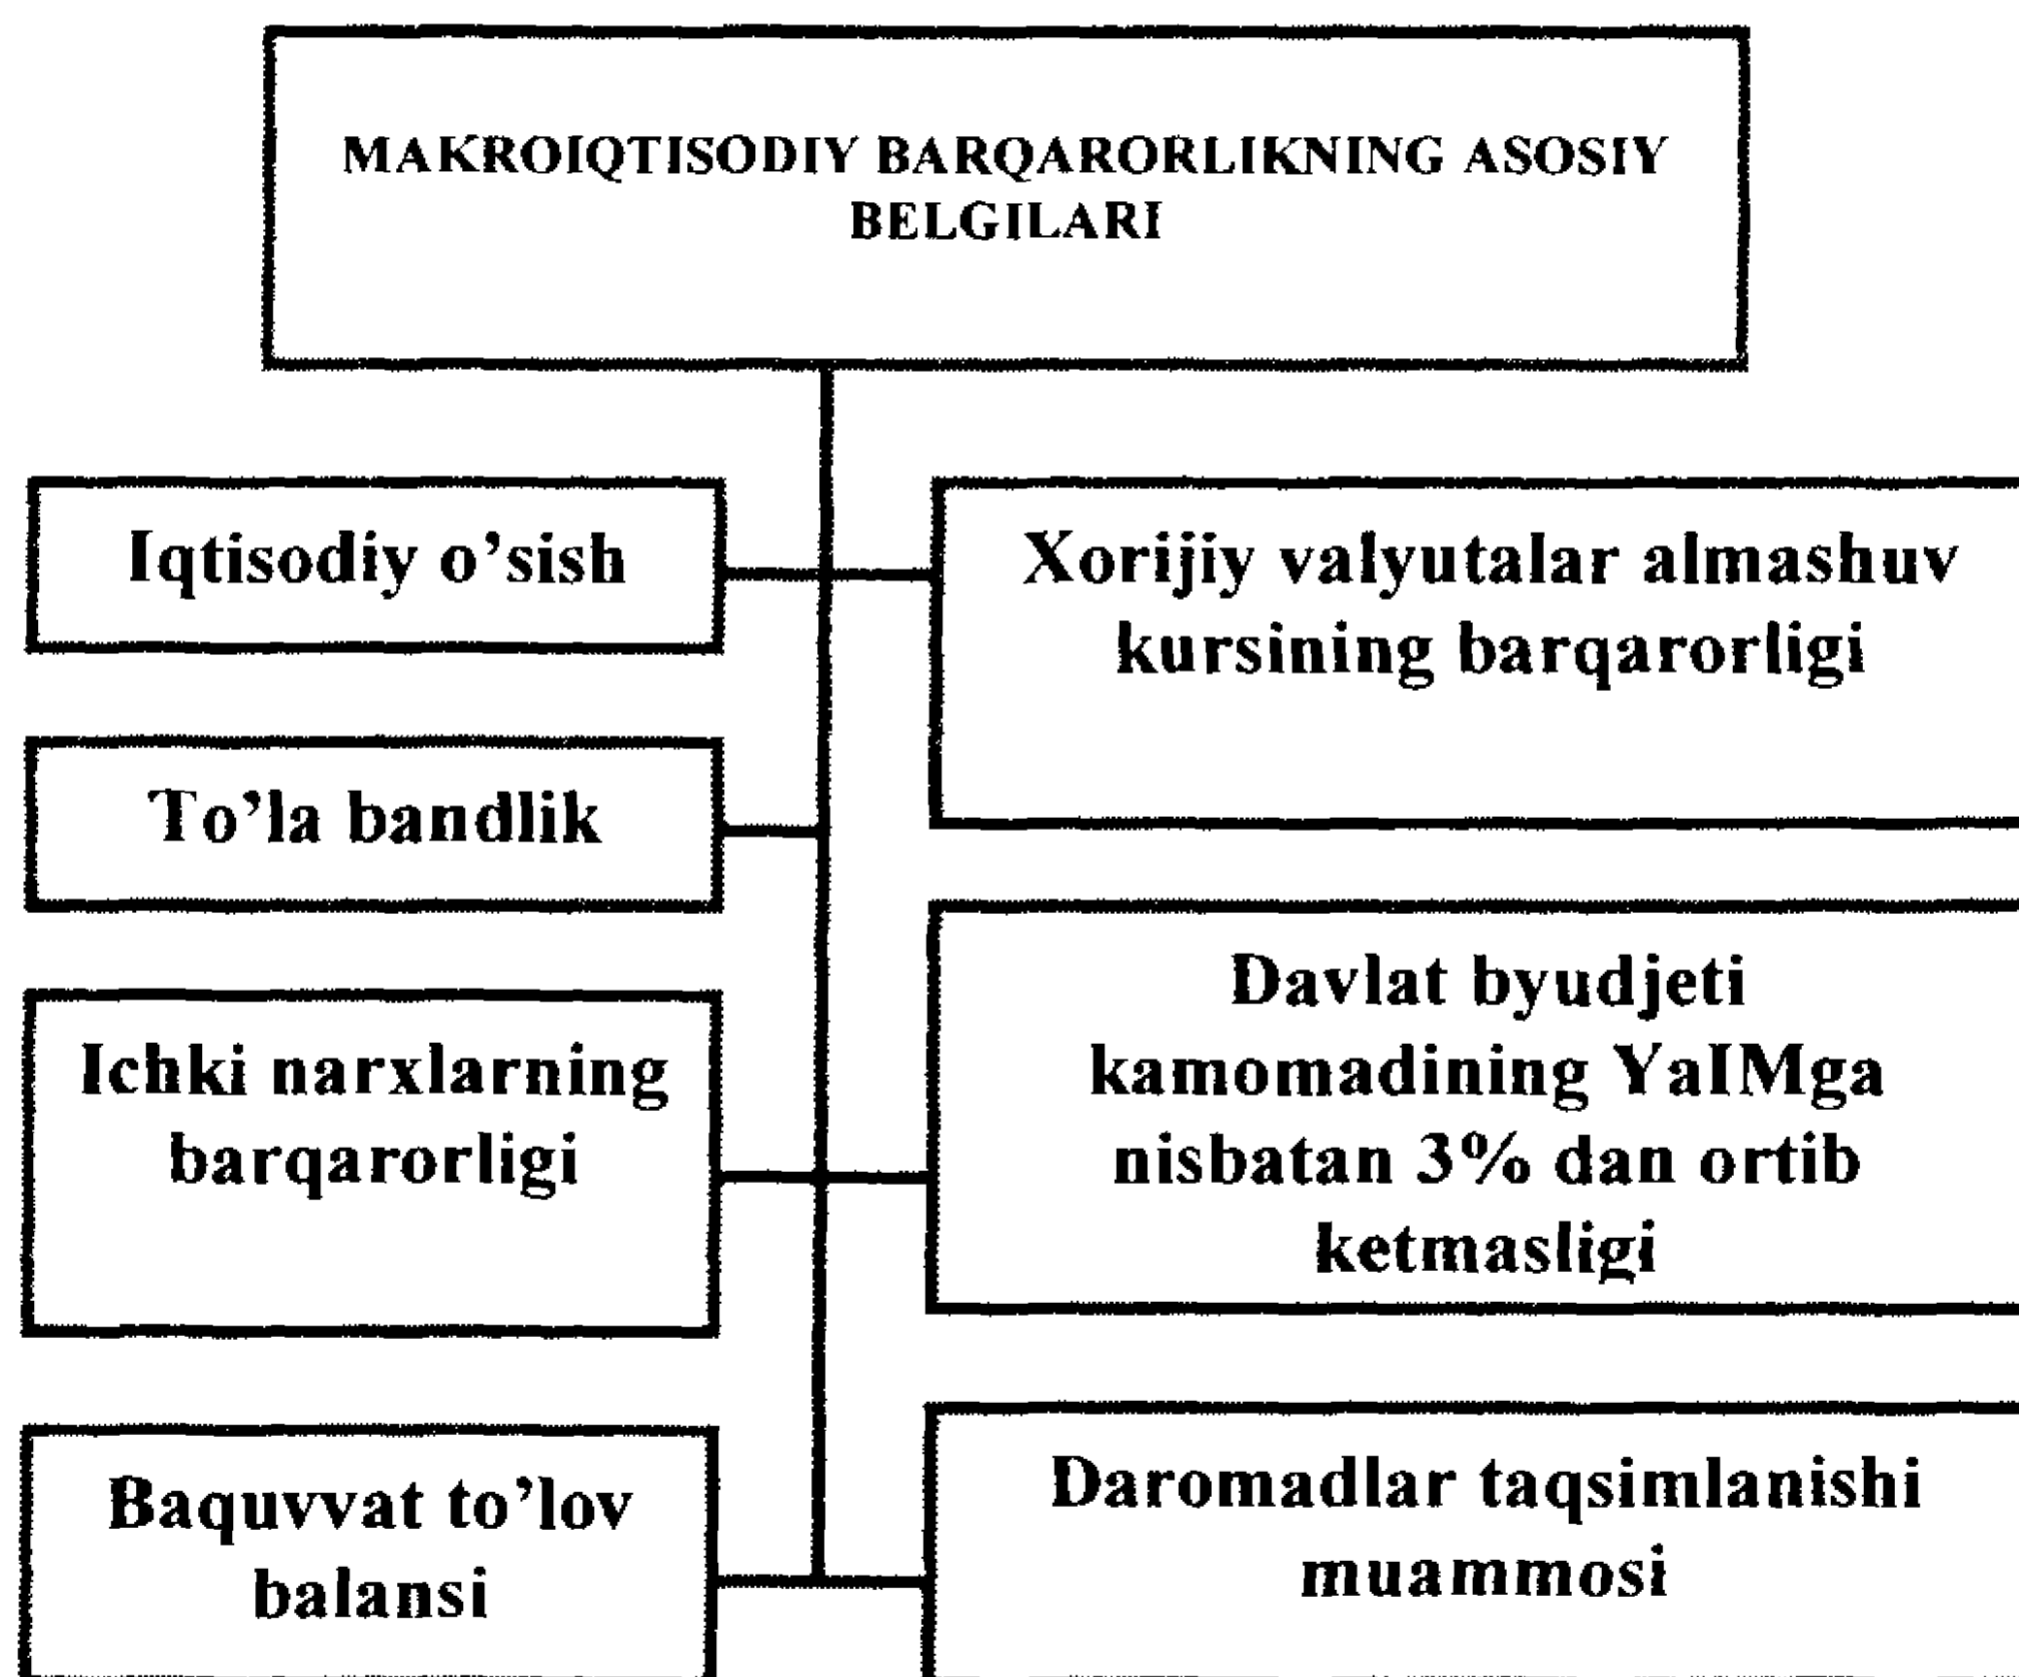 MAKROIQTISODIY BARQARORLIKNING ASOSIY
BELGILARI
Iqtisodiy o’sish
Xorijiy valyutalar almashuv
kursining barqarorligi
To’la bandlik
Davlat byudjeti
kamomadining YaIMga
nisbatan 3% dan ortib
ketmasligi
Ichki narxlarning
barqarorligi
Baquvvat to’lov
balansi
Daromadlar taqsimlanishi
muammosi